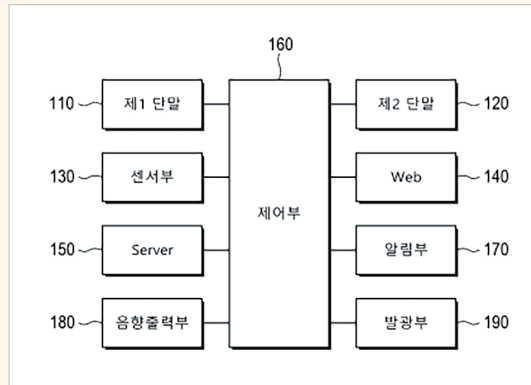 160
110 제1 단말 제2 단말 120
130 센서부 Web 140
제어부
150 Server 알림부 170
180 음향출력부 발광부 190